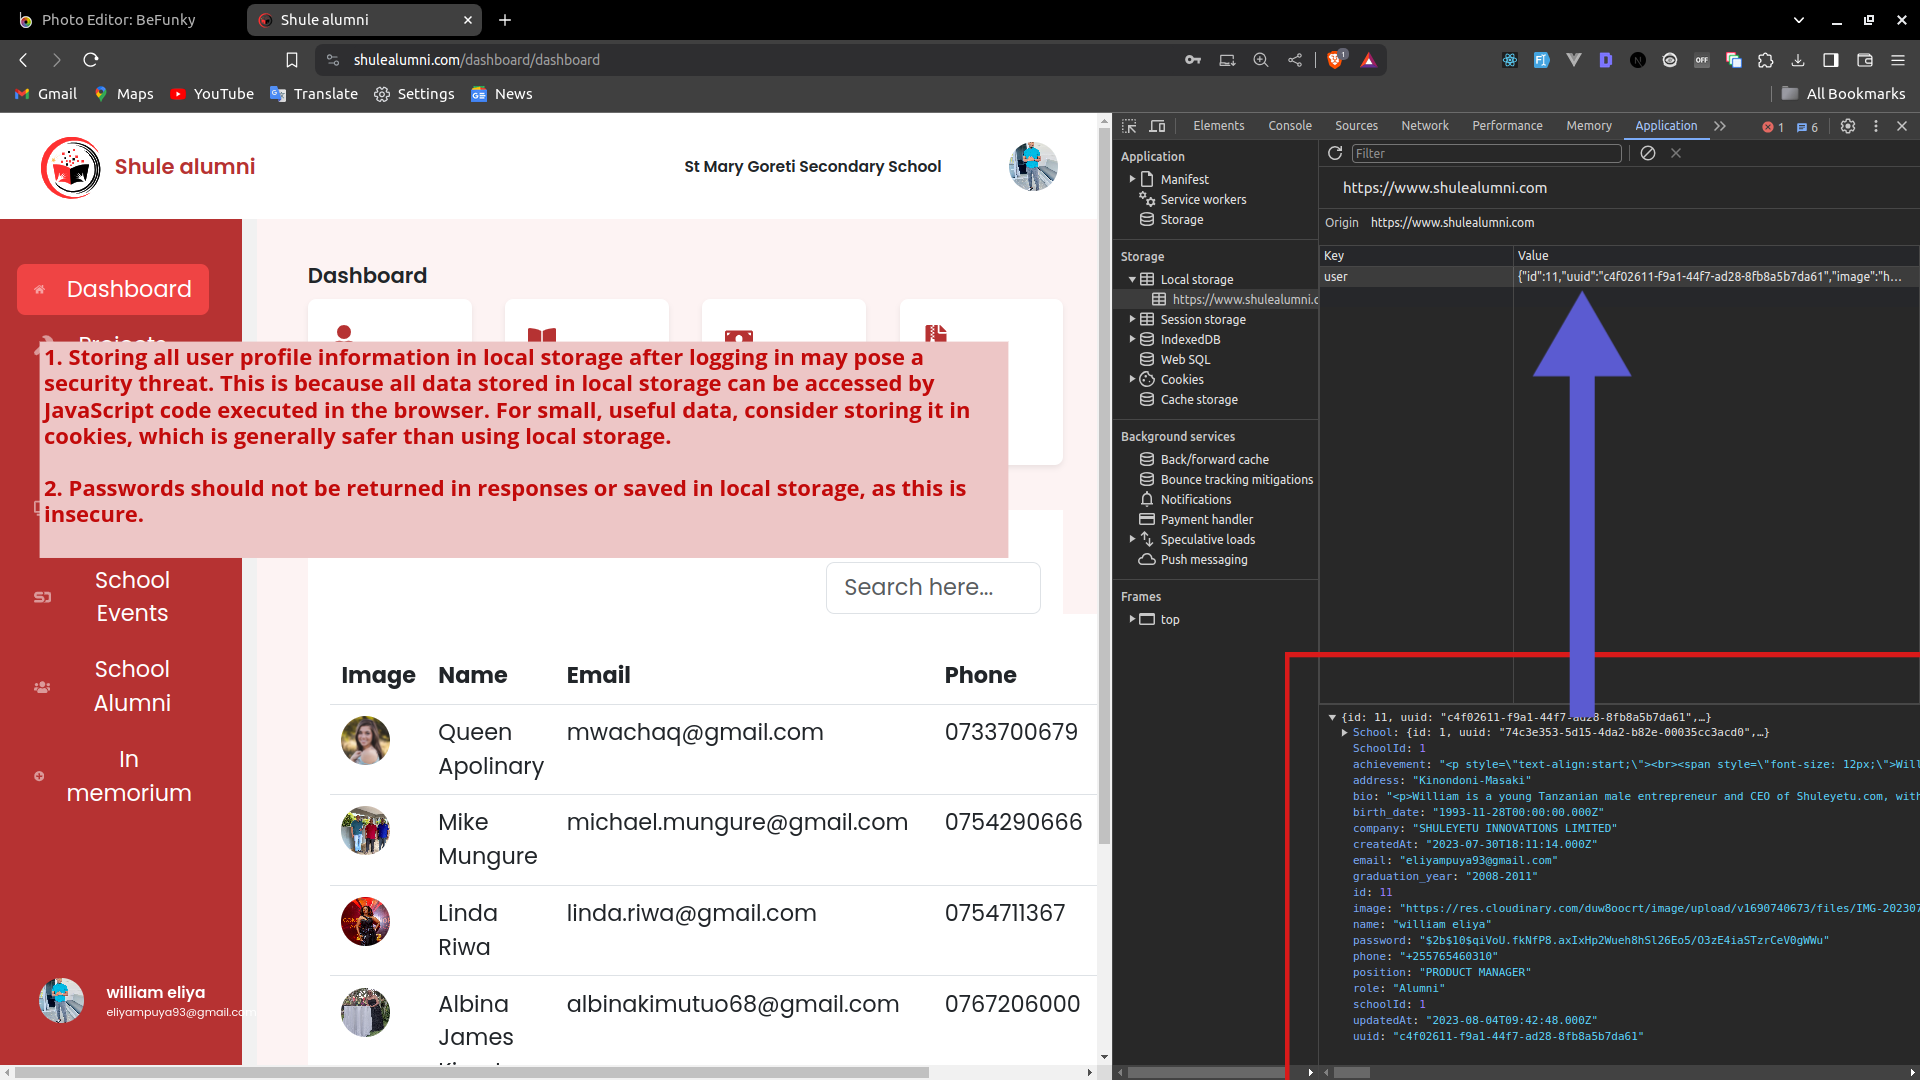 Photo Editor: BeFunky
Shule alumni
shulealumni.com/dashboard/dashboard
1
OFF
Gmail
Maps
YouTube
Translate
Settings
News
All Bookmarks
Shule alumni
St Mary Goreti Secondary School
Dashboard
School
Events
School
Alumni
In
memorium
william eliya
eliyampuya93@gmail.com
Dashboard
1. Storing all user profile information in local storage after logging in may pose a
security threat. This is because all data stored in local storage can be accessed by
JavaScript code executed in the browser. For small, useful data, consider storing it in
cookies, which is generally safer than using local storage.
2. Passwords should not be returned in responses or saved in local storage, as this is
insecure.
Search here...
Image Name Email Phone
Queen
Apolinary
mwachaq@gmail.com
0733700679
Mike
Mungure
michael.mungure@gmail.com
0754290666
Linda
Riwa
linda.riwa@gmail.com
0754711367
Albina
James
albinakimutuo68@gmail.com
0767206000
Elements Console Sources Network Performance Memory Application
1
6
Application
Manifest
Service workers
Storage
Storage
Local storage
https://www.shulealumni.c
Session storage
IndexedDB
Web SQL
Cookies
Cache storage
Background services
Back/forward cache
Bounce tracking mitigations
Notifications
Payment handler
Speculative loads
Push messaging
Frames
top
Filter
https://www.shulealumni.com
Origin https://www.shulealumni.com
Key Value
user {"id":11,"uuid":"c4f02611-f9a1-44f7-ad28-8fb8a5b7da61","image":"h...
{id: 11, uuid: "c4f02611-f9a1-44f7-ad28-8fb8a5b7da61",…}
School: {id: 1, uuid: "74c3e353-5d15-4da2-b82e-00035cc3acd0",…}
SchoolId: 1
achievement: "<p style=\"text-align:start;\"><br><span style=\"font-size: 12px;\">Will
address: "Kinondoni-Masaki"
bio: "<p>William is a young Tanzanian male entrepreneur and CEO of Shuleyetu.com, with
birth_date: "1993-11-28T00:00:00.000Z"
company: "SHULEYETU INNOVATIONS LIMITED"
createdAt: "2023-07-30T18:11:14.000Z"
email: "eliyampuya93@gmail.com"
graduation_year: "2008-2011"
id: 11
image: "https://res.cloudinary.com/duw8oocrt/image/upload/v1690740673/files/IMG-202307
name: "william eliya"
password: "$2b$10$qiVoU.fkNfP8.axIxHp2Wueh8hSl26Eo5/O3zE4iaSTzrCeV0gWWu"
phone: "+255765460310"
position: "PRODUCT MANAGER"
role: "Alumni"
schoolId: 1
updatedAt: "2023-08-04T09:42:48.000Z"
uuid: "c4f02611-f9a1-44f7-ad28-8fb8a5b7da61"